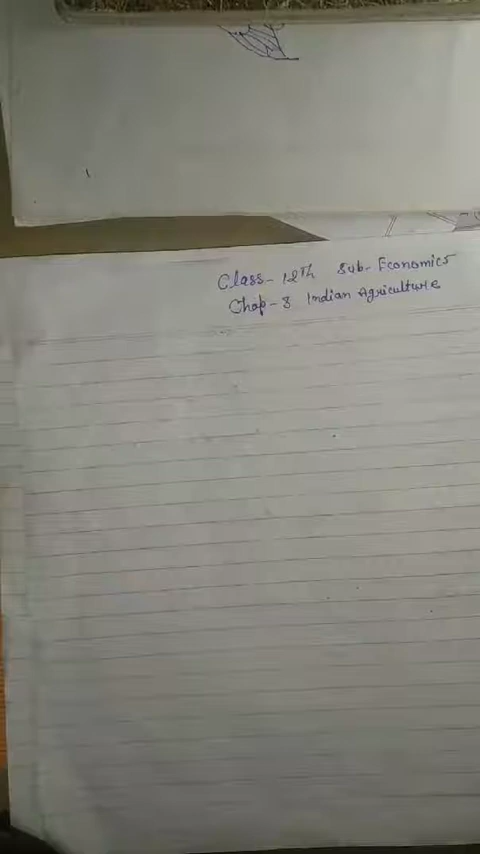 Class- 12th Sub- Economics
Chap- 8 Indian Agriculture